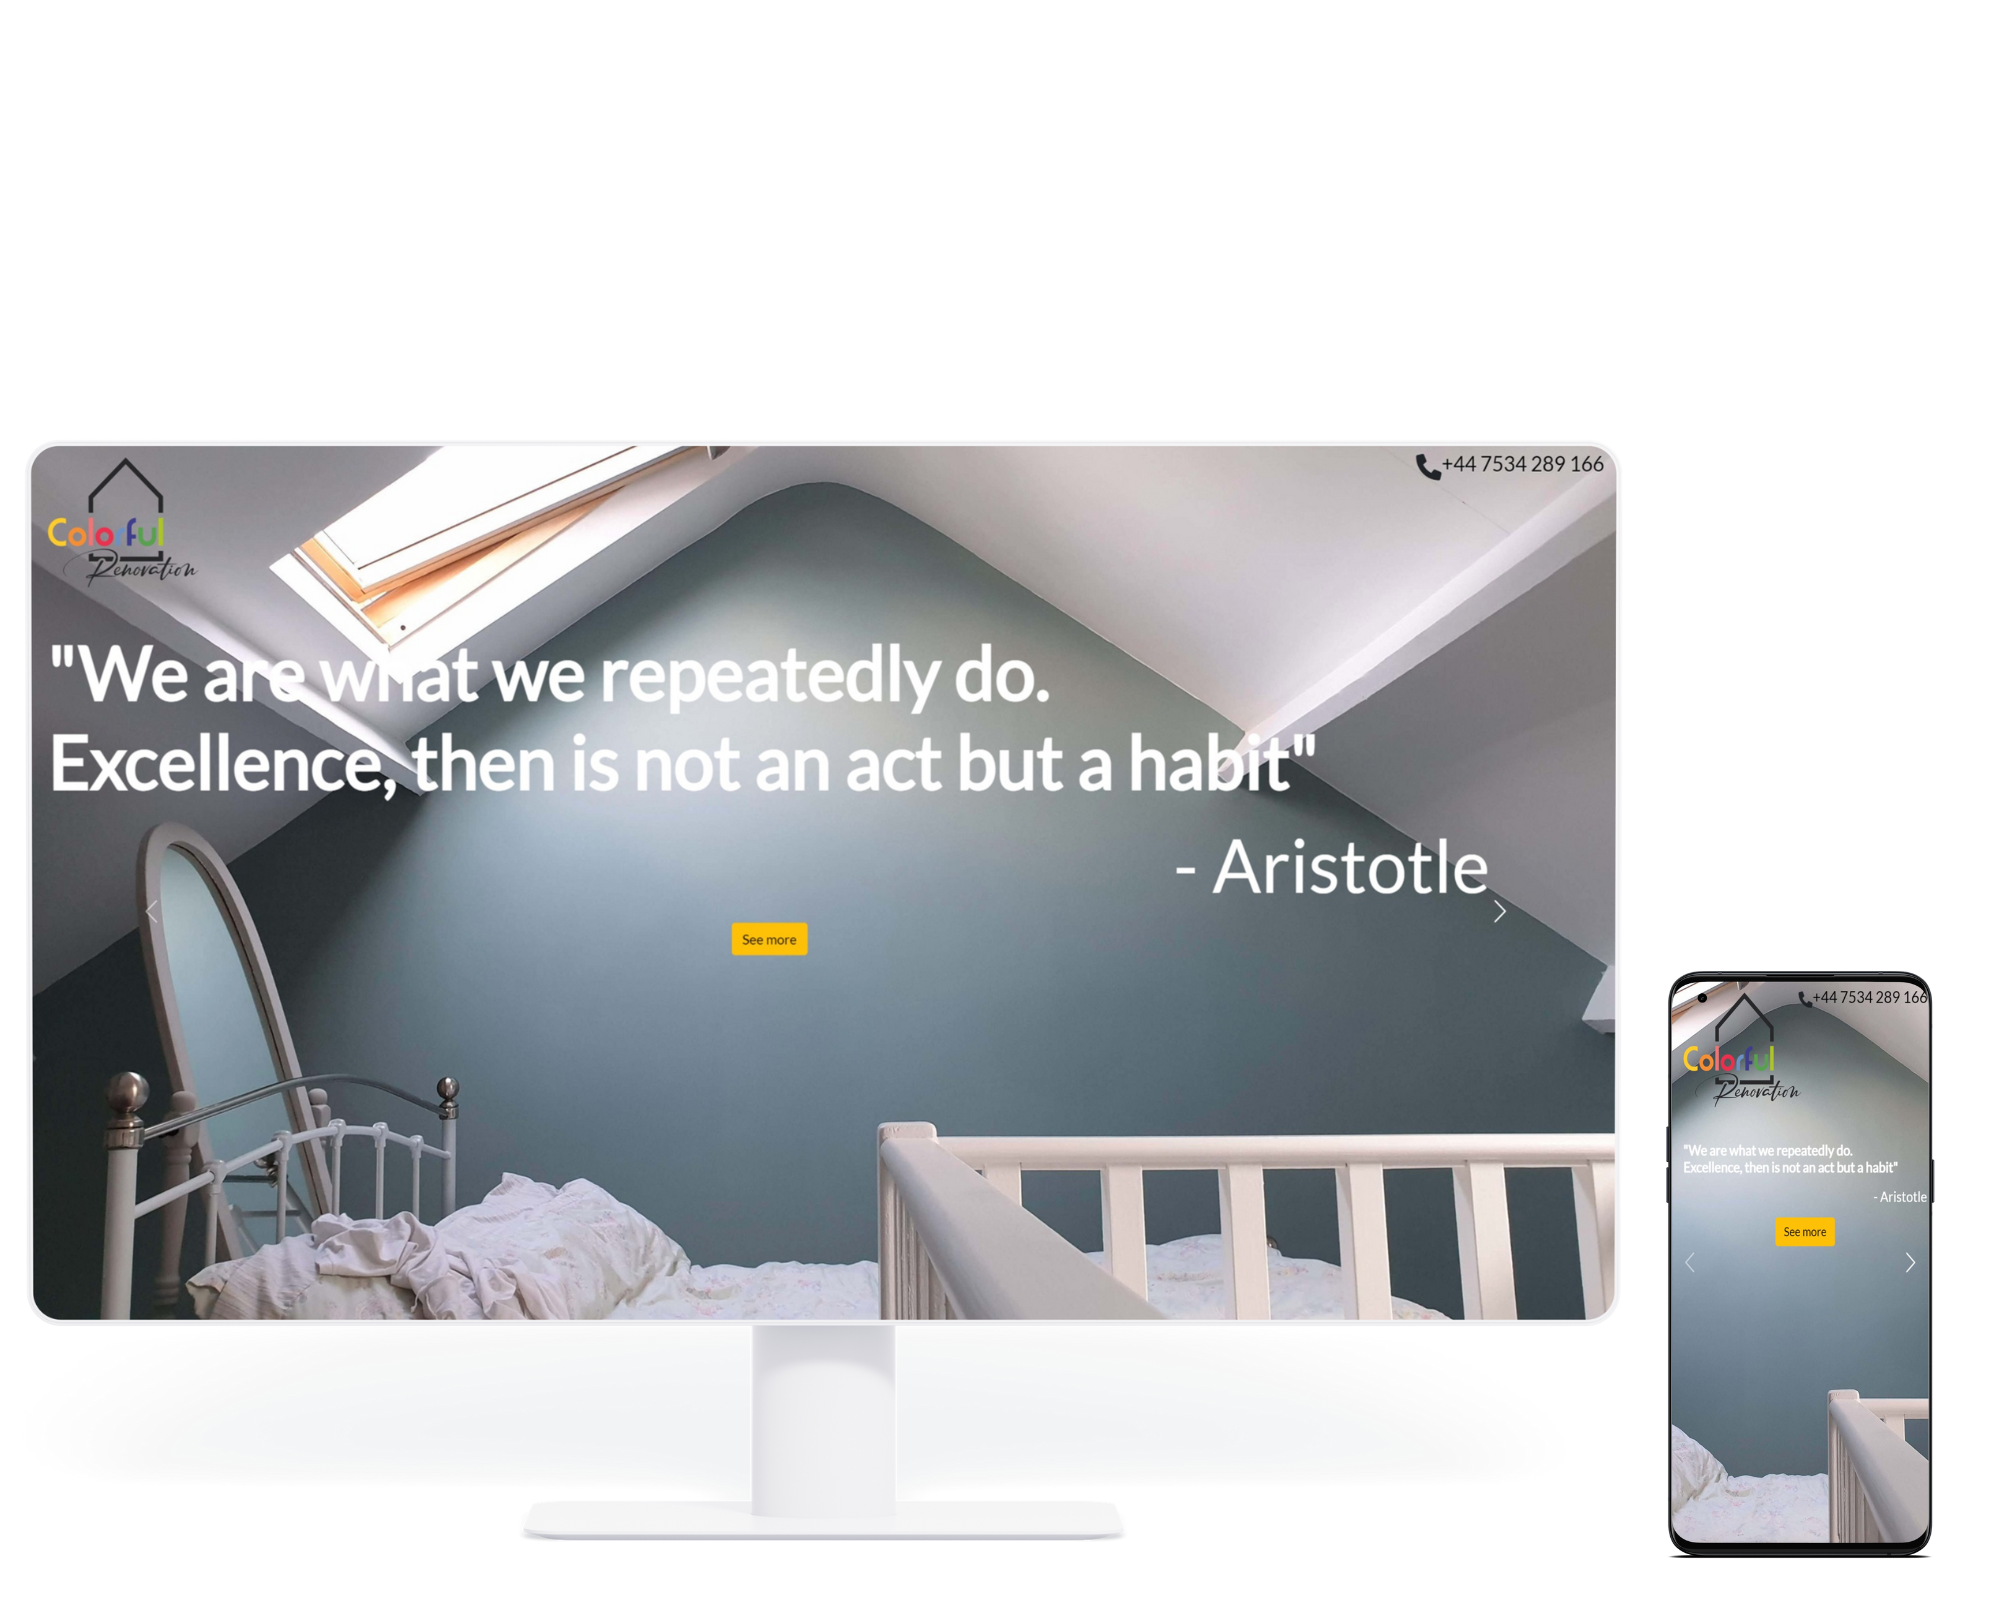 Colorful
Renovation
+44 7534 289 166
"We are what we repeatedly do.
Excellence, then is not an act but a habit"
- Aristotle
See more
+44 7534 289 166
Colorful
Renovation
"We are what we repeatedly do.
Excellence, then is not an act but a habit"
- Aristotle
See more